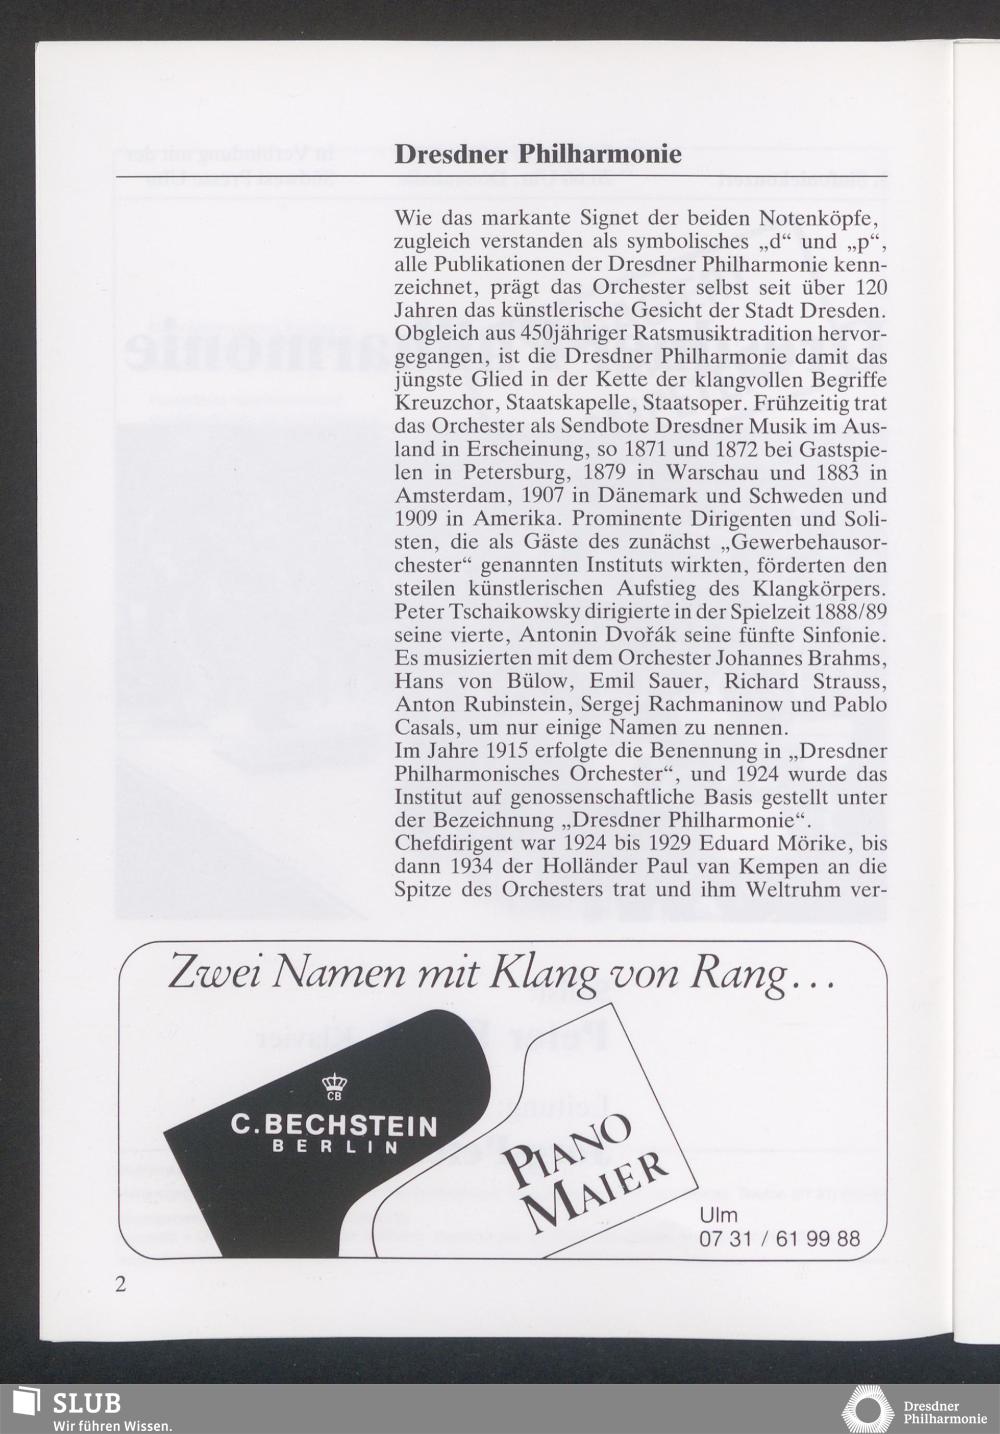 Dresdner Philharmonie
Wie das markante Signet der beiden Notenköpfe,
zugleich verstanden als symbolisches „d“ und „p“,
alle Publikationen der Dresdner Philharmonie kenn-
zeichnet, prägt das Orchester selbst seit über 120
Jahren das künstlerische Gesicht der Stadt Dresden.
Obgleich aus 450jähriger Ratsmusiktradition hervor-
gegangen, ist die Dresdner Philharmonie damit das
jüngste Glied in der Kette der klangvollen Begriffe
Kreuzchor, Staatskapelle, Staatsoper. Frühzeitig trat
das Orchester als Sendbote Dresdner Musik im Aus-
land in Erscheinung, so 1871 und 1872 bei Gastspie-
len in Petersburg, 1879 in Warschau und 1883 in
Amsterdam, 1907 in Dänemark und Schweden und
1909 in Amerika. Prominente Dirigenten und Soli-
sten, die als Gäste des zunächst „Gewerbehausor-
chester“ genannten Instituts wirkten, förderten den
steilen künstlerischen Aufstieg des Klangkörpers.
Peter Tschaikowsky dirigierte in der Spielzeit 1888/89
seine vierte, Antonin Dvořák seine fünfte Sinfonie.
Es musizierten mit dem Orchester Johannes Brahms,
Hans von Bülow, Emil Sauer, Richard Strauss,
Anton Rubinstein, Sergej Rachmaninow und Pablo
Casals, um nur einige Namen zu nennen.
Im Jahre 1915 erfolgte die Benennung in „Dresdner
Philharmonisches Orchester“, und 1924 wurde das
Institut auf genossenschaftliche Basis gestellt unter
der Bezeichnung „Dresdner Philharmonie“.
Chefdirigent war 1924 bis 1929 Eduard Mörike, bis
dann 1934 der Holländer Paul van Kempen an die
Spitze des Orchesters trat und ihm Weltruhm ver-
Zwei Namen mit Klang von Rang...
CB
C.BECHSTEIN
BERLIN
PIANO
MAIER
Ulm
07 31 / 61 99 88
2
SLUB
Wir führen Wissen.
Dresdner
Philharmonie